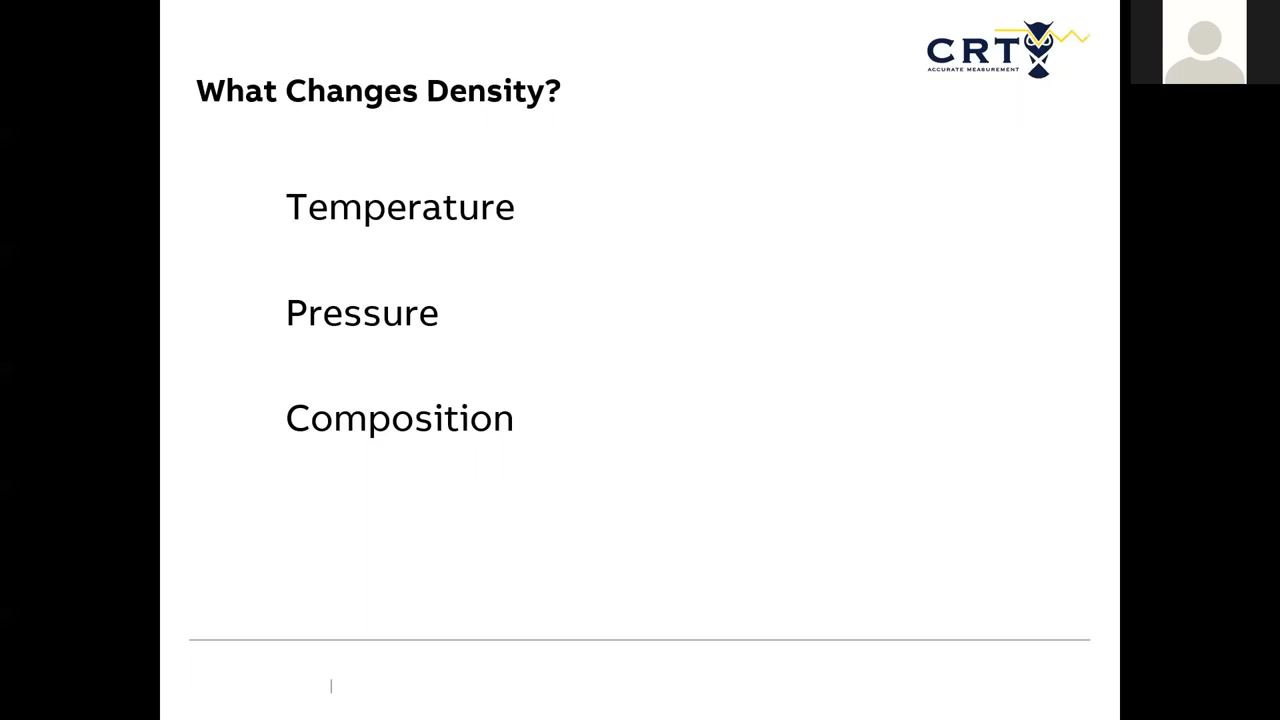 CRT
ACCURATE MEASUREMENT
What Changes Density?
Temperature
Pressure
Composition